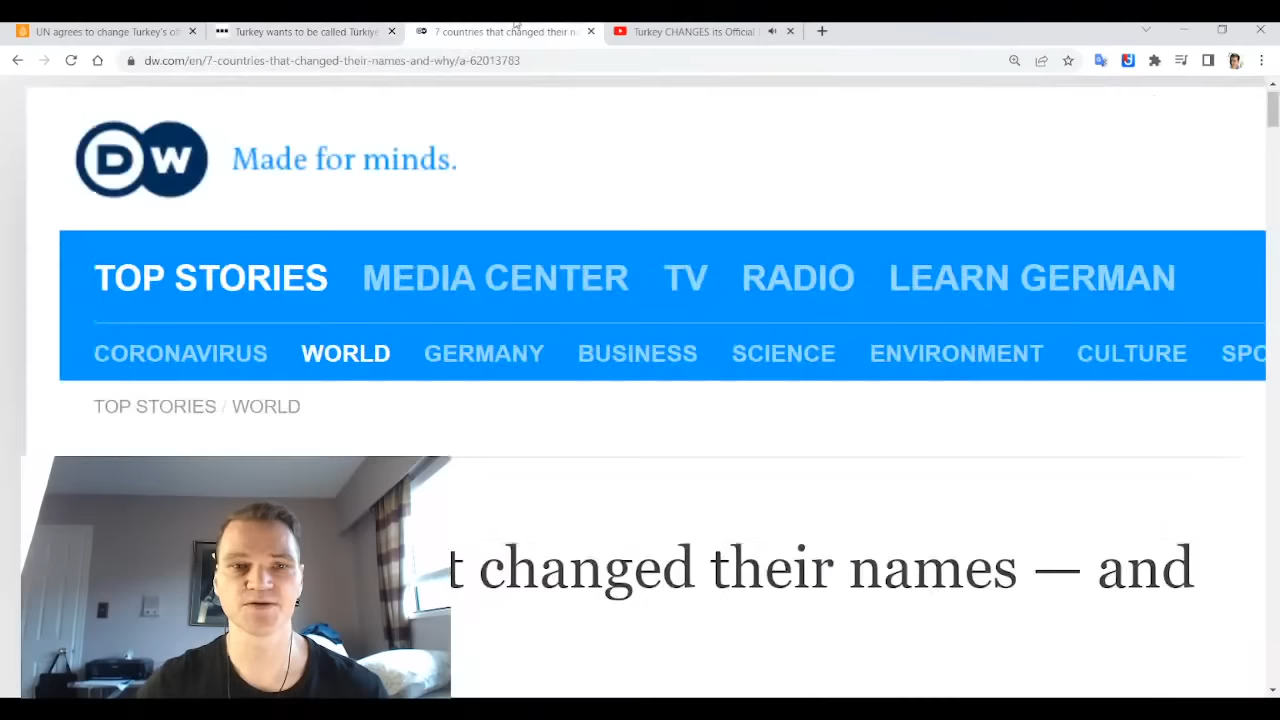 UN agrees to change Turkey's of
Turkey wants to be called Türkiye
7 countries that changed their n
Turkey CHANGES its Official
dw.com/en/7-countries-that-changed-their-names-and-why/a-62013783
DW Made for minds.
TOP STORIES MEDIA CENTER TV RADIO LEARN GERMAN
CORONAVIRUS WORLD GERMANY BUSINESS SCIENCE ENVIRONMENT CULTURE SPO
TOP STORIES / WORLD
t changed their names — and